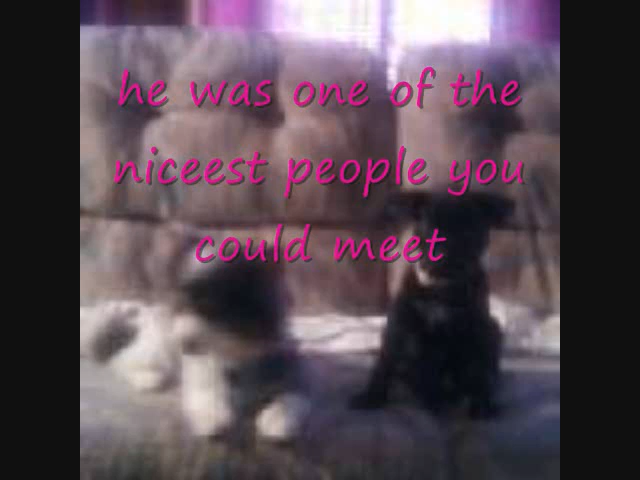 he was one of the
niceest people you
could meet